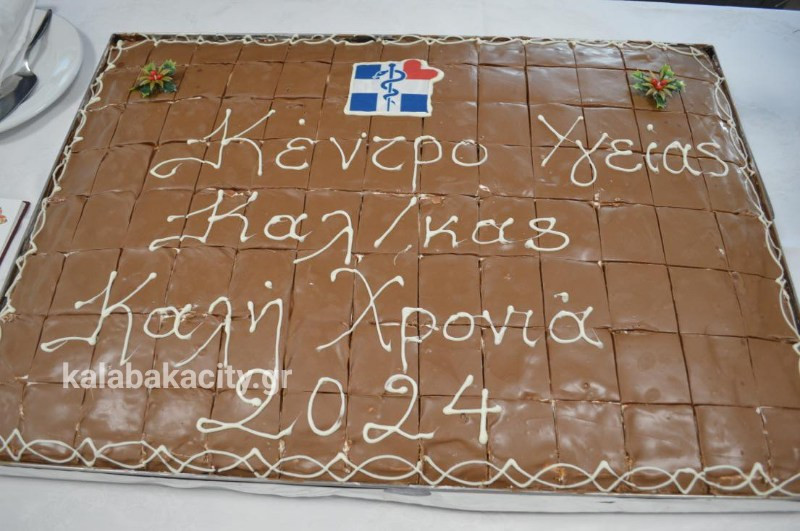 Κέντρο Υγείας
Καλ/κας
Καλή Χρονιά
kalabakacity.gr
2024